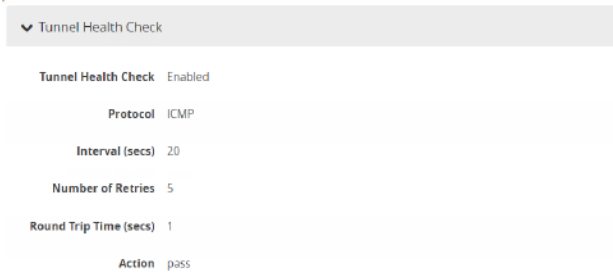 Tunnel Health Check
Tunnel Health Check Enabled
Protocol ICMP
Interval (secs) 20
Number of Retries 5
Round Trip Time (secs) 1
Action pass